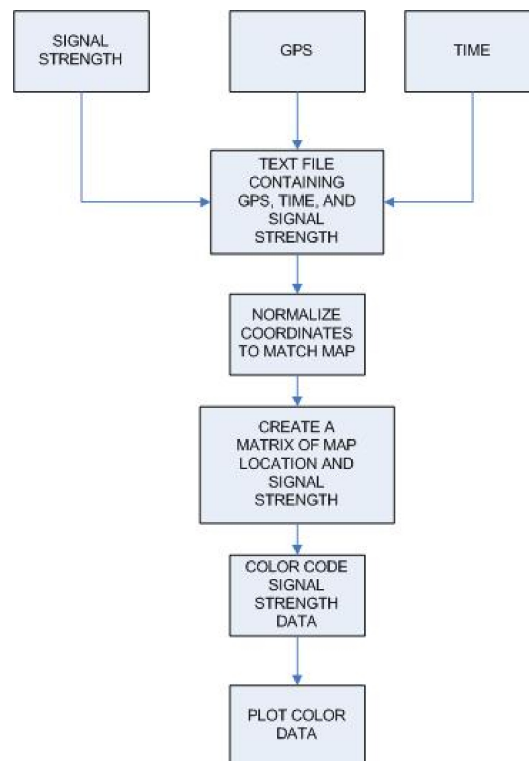 SIGNAL
STRENGTH
GPS
TIME
TEXT FILE
CONTAINING
GPS, TIME, AND
SIGNAL
STRENGTH
NORMALIZE
COORDINATES
TO MATCH MAP
CREATE A
MATRIX OF MAP
LOCATION AND
SIGNAL
STRENGTH
COLOR CODE
SIGNAL
STRENGTH
DATA
PLOT COLOR
DATA